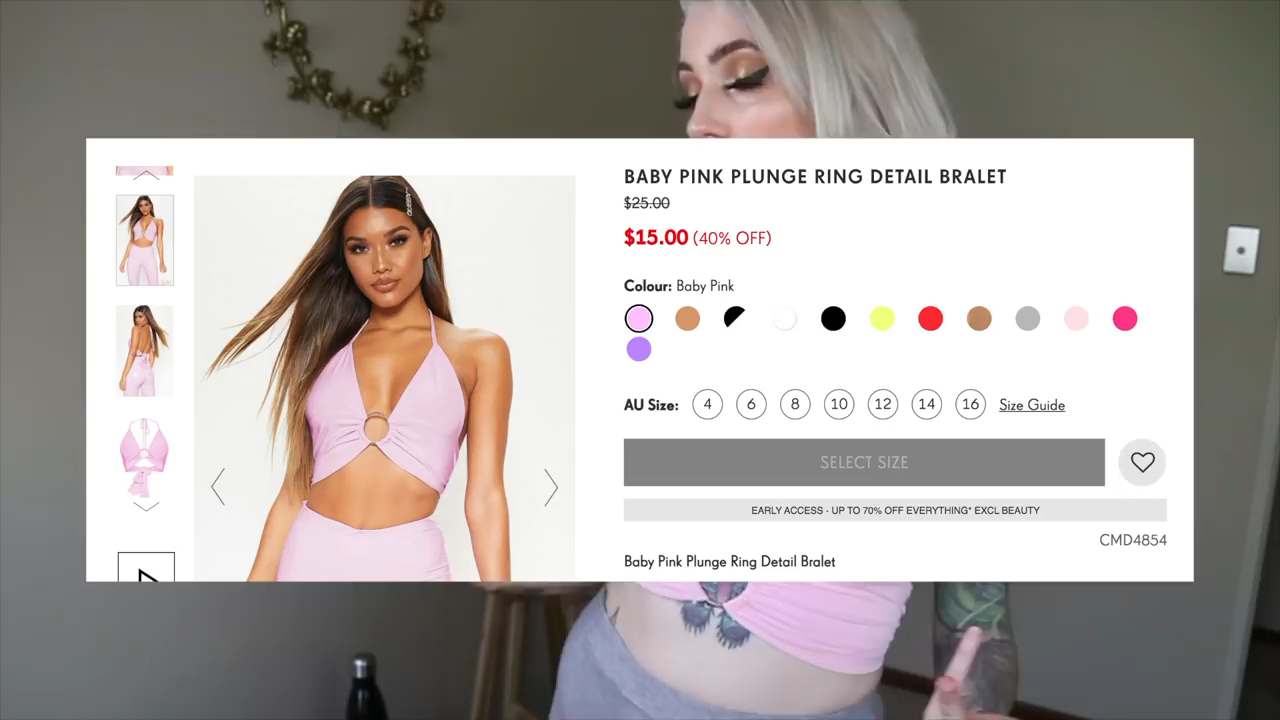 BABY PINK PLUNGE RING DETAIL BRALET
$25.00
$15.00 (40% OFF)
Colour: Baby Pink
AU Size: 4 6 8 10 12 14 16 Size Guide
SELECT SIZE
EARLY ACCESS - UP TO 70% OFF EVERYTHING* EXCL BEAUTY
CMD4854
Baby Pink Plunge Ring Detail Bralet